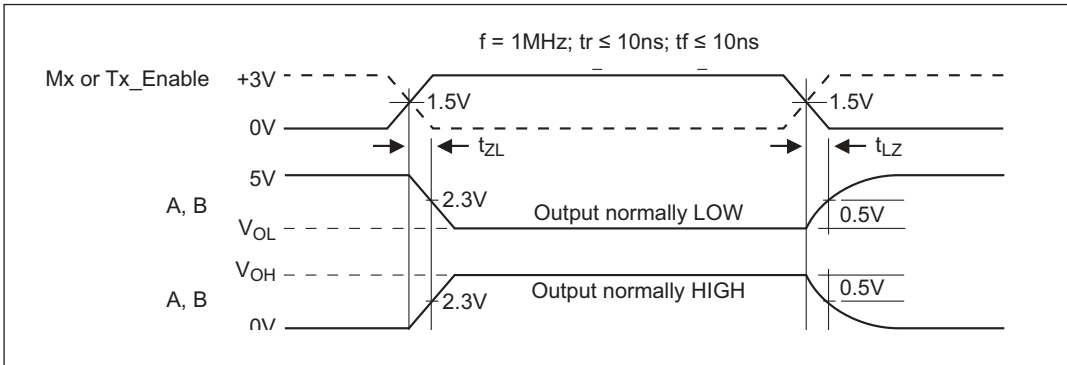 f = 1MHz; tr ≤ 10ns; tf ≤ 10ns
Mx or Tx_Enable
+3V
1.5V
1.5V
0V
tZL
tLZ
5V
A, B
2.3V
Output normally LOW
0.5V
VOL
VOH
A, B
2.3V
Output normally HIGH
0.5V
0V